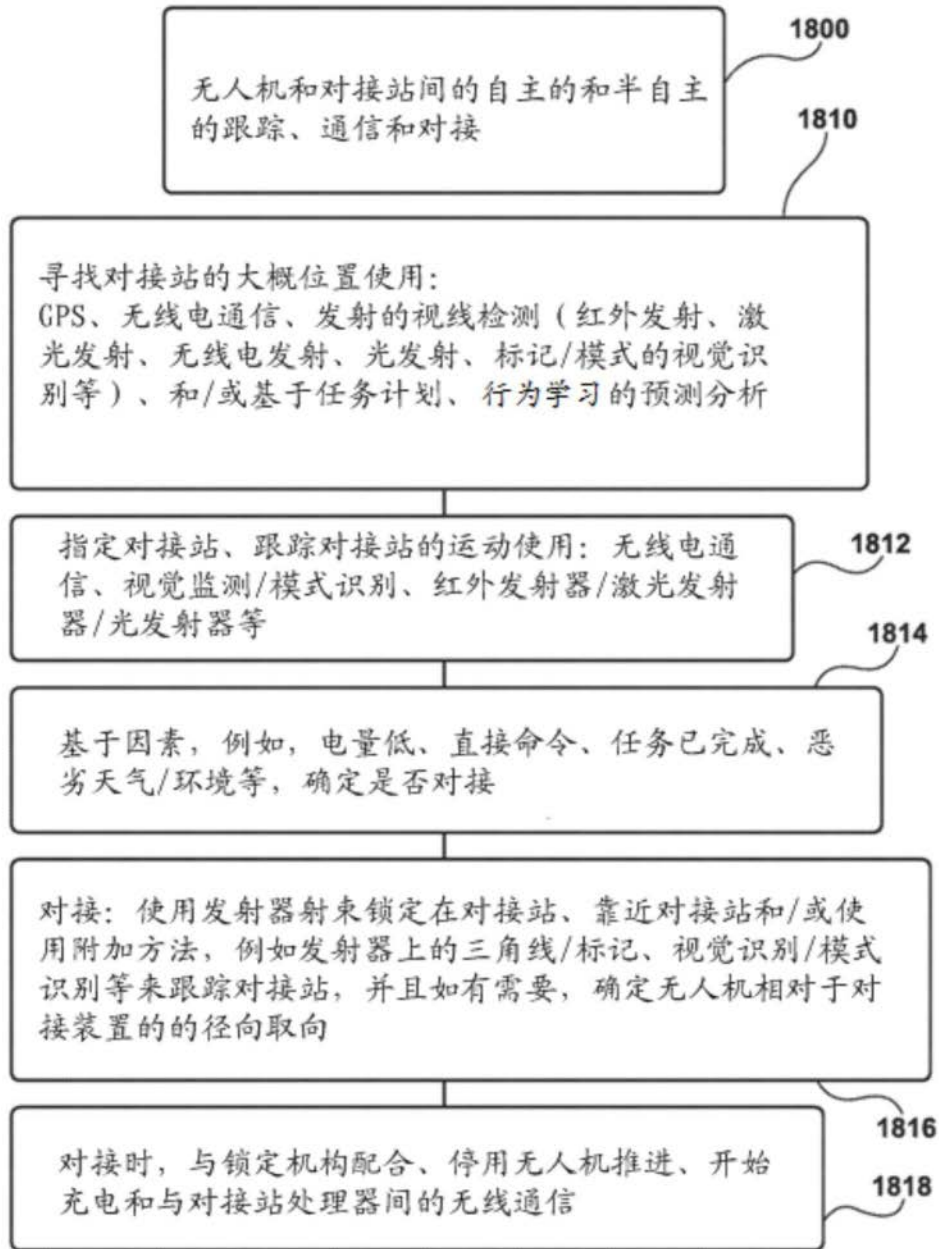 1800
无人机和对接站间的自主的和半自主
的跟踪、通信和对接
1810
寻找对接站的大概位置使用：
GPS、无线电通信、发射的视线检测（红外发射、激
光发射、无线电发射、光发射、标记/模式的视觉识
别等）、和/或基于任务计划、行为学习的预测分析
指定对接站、跟踪对接站的运动使用：无线电通
信、视觉监测/模式识别、红外发射器/激光发射
器/光发射器等
1812
1814
基于因素，例如，电量低、直接命令、任务已完成、恶
劣天气/环境等，确定是否对接
对接：使用发射器射束锁定在对接站、靠近对接站和/或使
用附加方法，例如发射器上的三角线/标记、视觉识别/模式
识别等来跟踪对接站，并且如有需要，确定无人机相对于对
接装置的的径向取向
1816
对接时，与锁定机构配合、停用无人机推进、开始
充电和与对接站处理器间的无线通信
1818